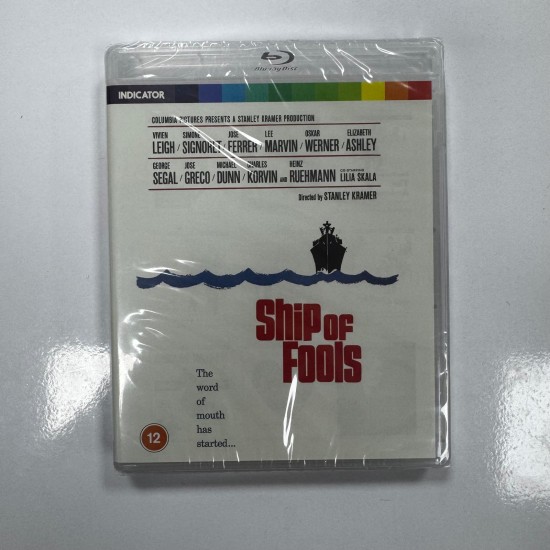 Blu-ray Disc
INDICATOR
COLUMBIA PICTURES PRESENTS A STANLEY KRAMER PRODUCTION
VIVIEN SIMONE JOSE LEE OSKAR ELIZABETH
LEIGH / SIGNORET / FERRER / MARVIN / WERNER / ASHLEY
GEORGE JOSE MICHAEL CHARLES HEINZ CO-STARRING
SEGAL / GRECO / DUNN / KORVIN AND RUEHMANN LILIA SKALA
Directed by STANLEY KRAMER
Ship OF
Fools
The
word
of
mouth
has
started...
12